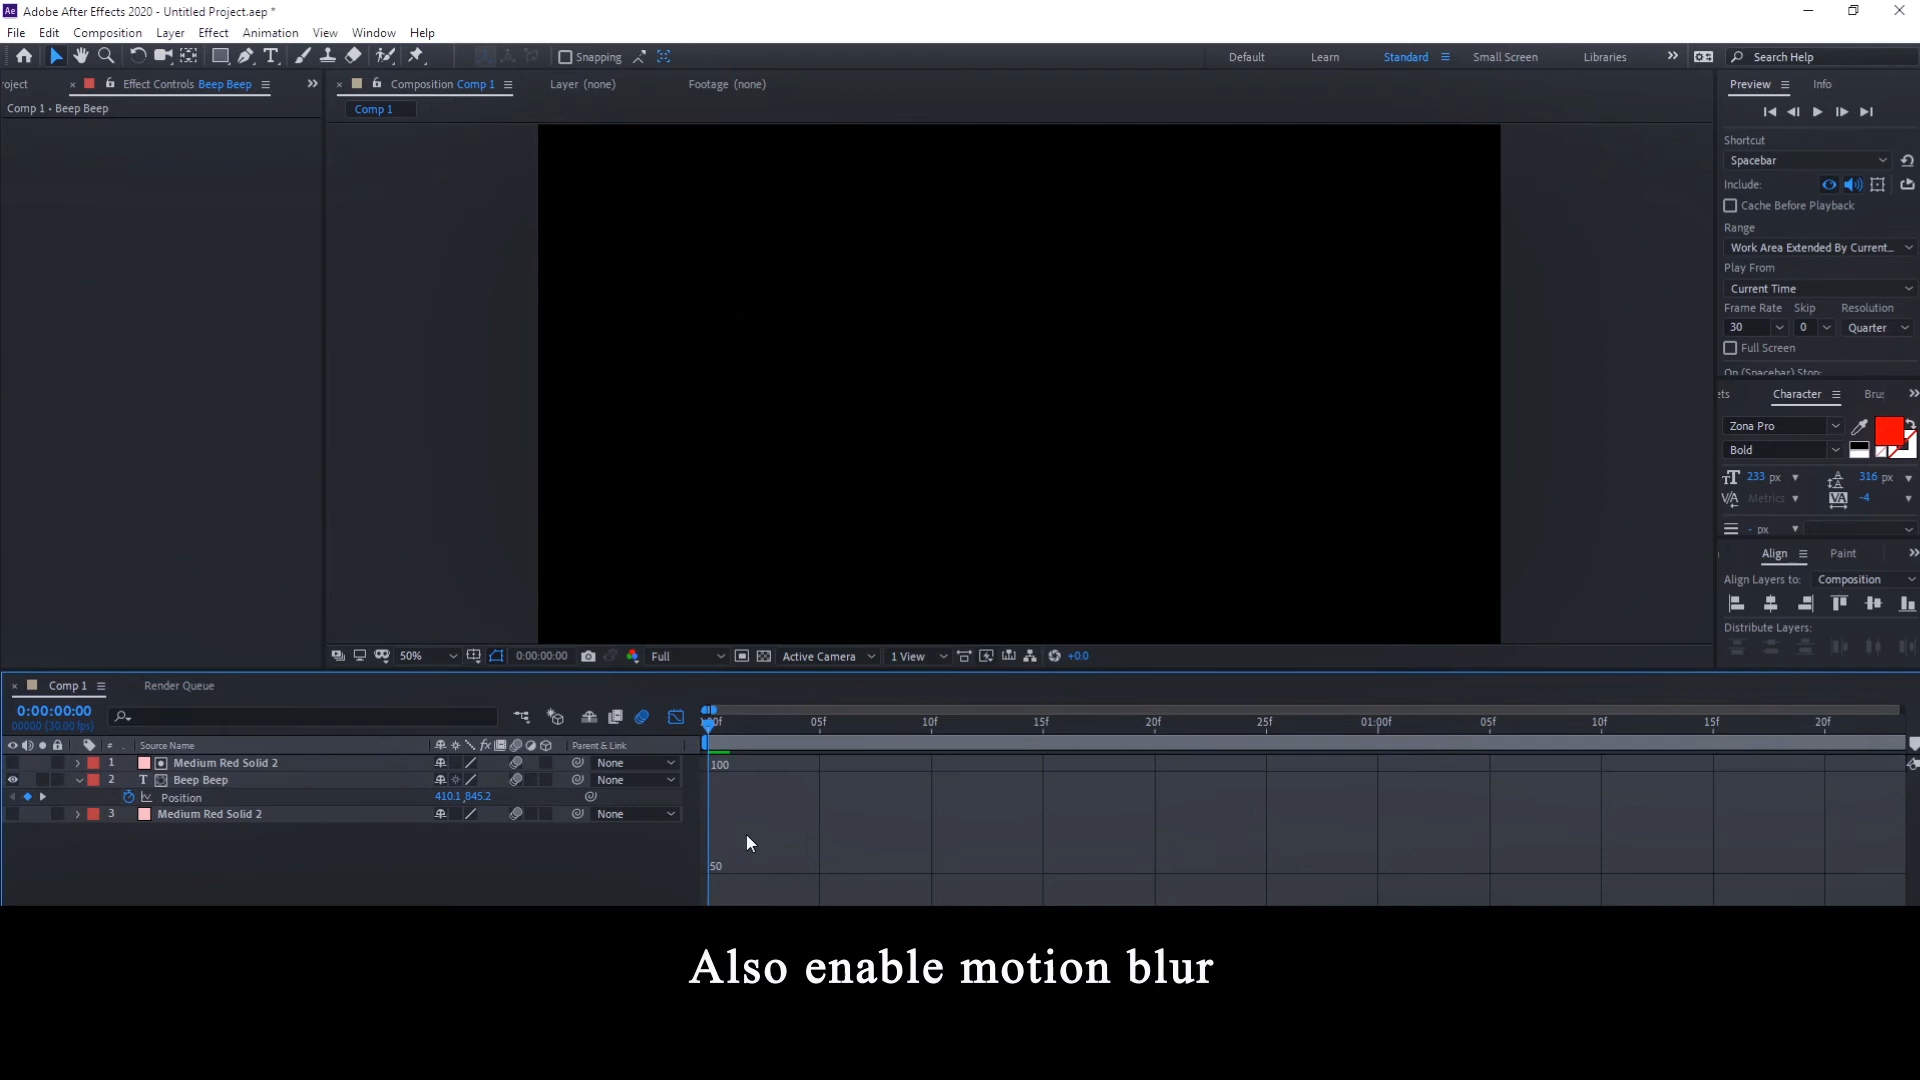 Adobe After Effects 2020 - Untitled Project.aep *
File Edit Composition Layer Effect Animation View Window Help
Snapping
Default Learn Standard Small Screen Libraries Search Help
roject Effect Controls Beep Beep
Composition Comp 1 Layer (none) Footage (none)
Comp 1 • Beep Beep
Comp 1
Preview Info
Shortcut
Spacebar
Include:
Cache Before Playback
Range
Work Area Extended By Current...
Play From
Current Time
Frame Rate Skip Resolution
30 0 Quarter
Full Screen
On (Spacebar) Stop:
ets Character Bru
Zona Pro
Bold
233 px 316 px
Metrics -4
- px
Align Paint
Align Layers to: Composition
Distribute Layers:
50% 0:00:00:00 Full Active Camera 1 View +0.0
Comp 1 Render Queue
0:00:00:00
00000 (30.00 fps)
:00f 05f 10f 15f 20f 25f 01:00f 05f 10f 15f 20f
# Source Name Parent & Link
1 Medium Red Solid 2 None
2 T Beep Beep None
Position 410.1,845.2
3 Medium Red Solid 2 None
100
50
Also enable motion blur